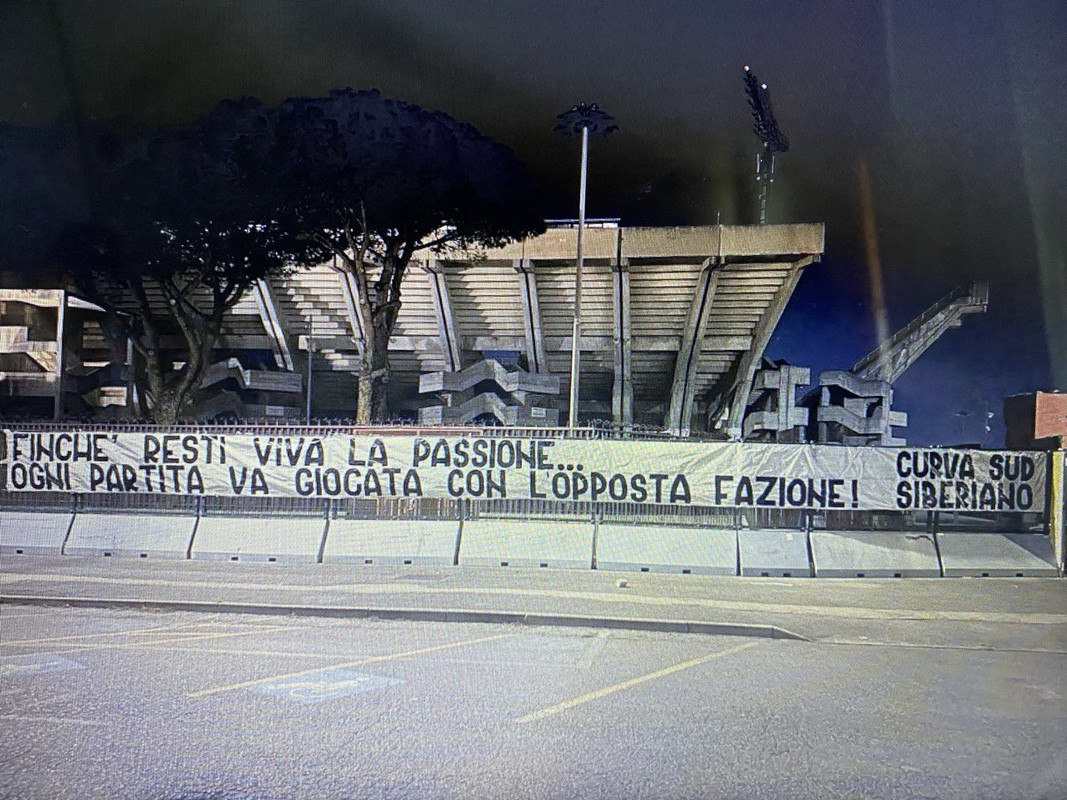 FINCHE' RESTI VIVA LA PASSIONE...
OGNI PARTITA VA GIOCATA CON L'OPPOSTA FAZIONE!
CURVA SUD
SIBERIANO